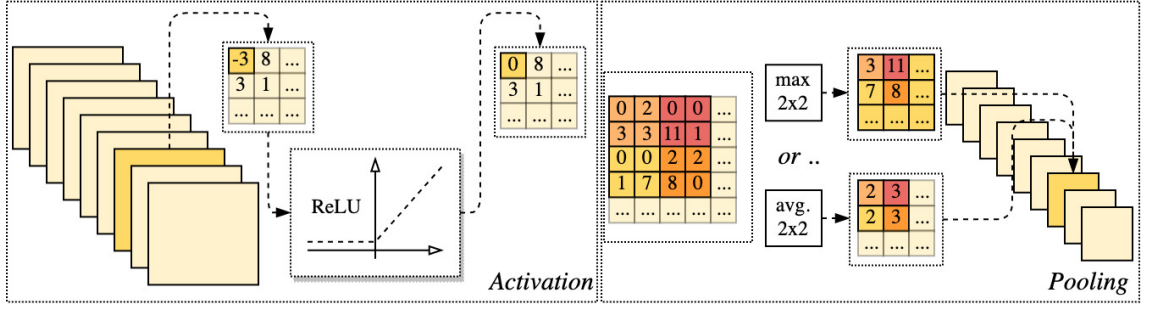 -3 8 ...
3 1 ...
... ... ...
ReLU
0 8 ...
3 1 ...
... ... ...
Activation
0 2 0 0 ...
3 3 11 1 ...
0 0 2 2 ...
1 7 8 0 ...
... ... ... ... ...
max
2x2
or ..
avg.
2x2
3 11 ...
7 8 ...
... ... ...
2 3 ...
2 3 ...
... ... ...
Pooling